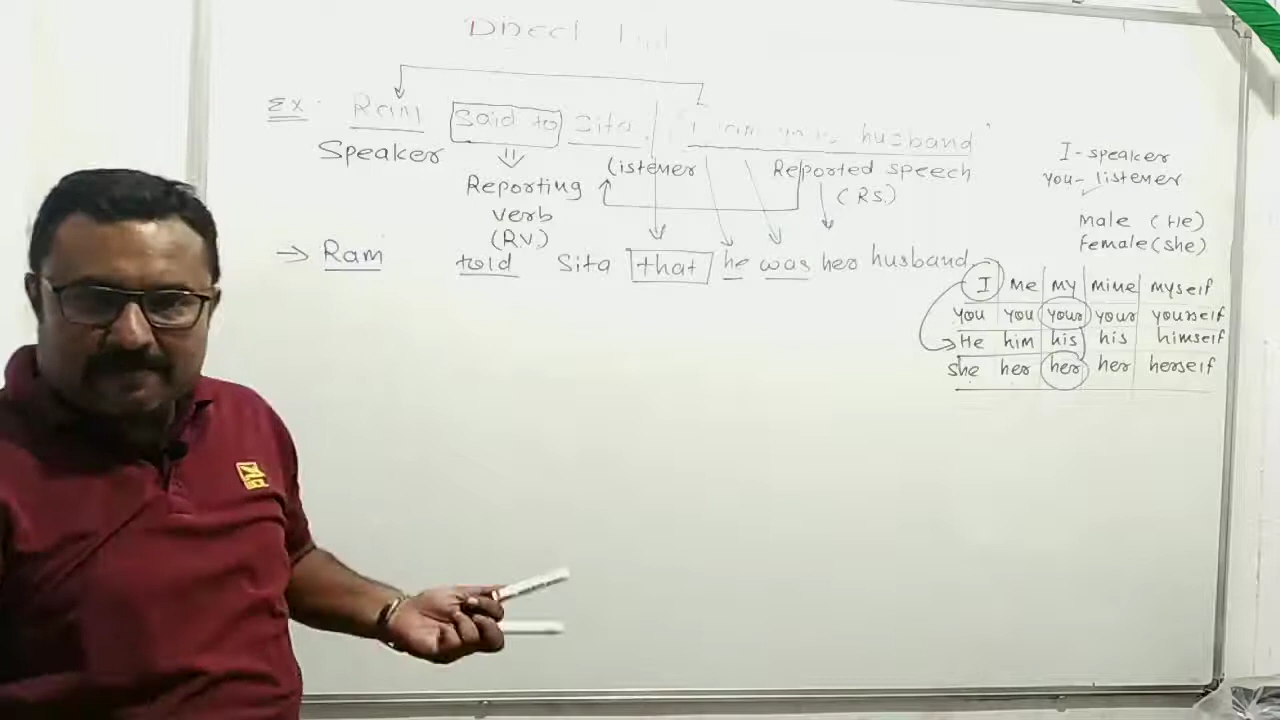 Direct
Ex. Ram Said to Sita husband"
Speaker listener Reported speech
Reporting (RS.)
verb
(RV.)
→ Ram told Sita that he was her husband
I - speaker
you - listener
Male (He)
Female (she)
I me my mine myself
you you your your yourself
He him his his himself
she her her her herself